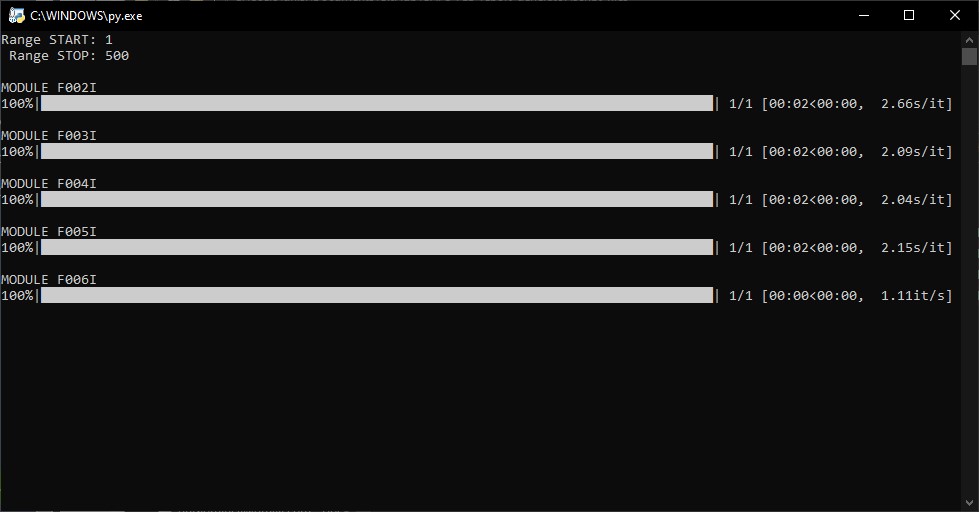 C:\WINDOWS\py.exe
Range START: 1
Range STOP: 500
MODULE F002I
100%| | 1/1 [00:02<00:00, 2.66s/it]
MODULE F003I
100%| | 1/1 [00:02<00:00, 2.09s/it]
MODULE F004I
100%| | 1/1 [00:02<00:00, 2.04s/it]
MODULE F005I
100%| | 1/1 [00:02<00:00, 2.15s/it]
MODULE F006I
100%| | 1/1 [00:00<00:00, 1.11it/s]